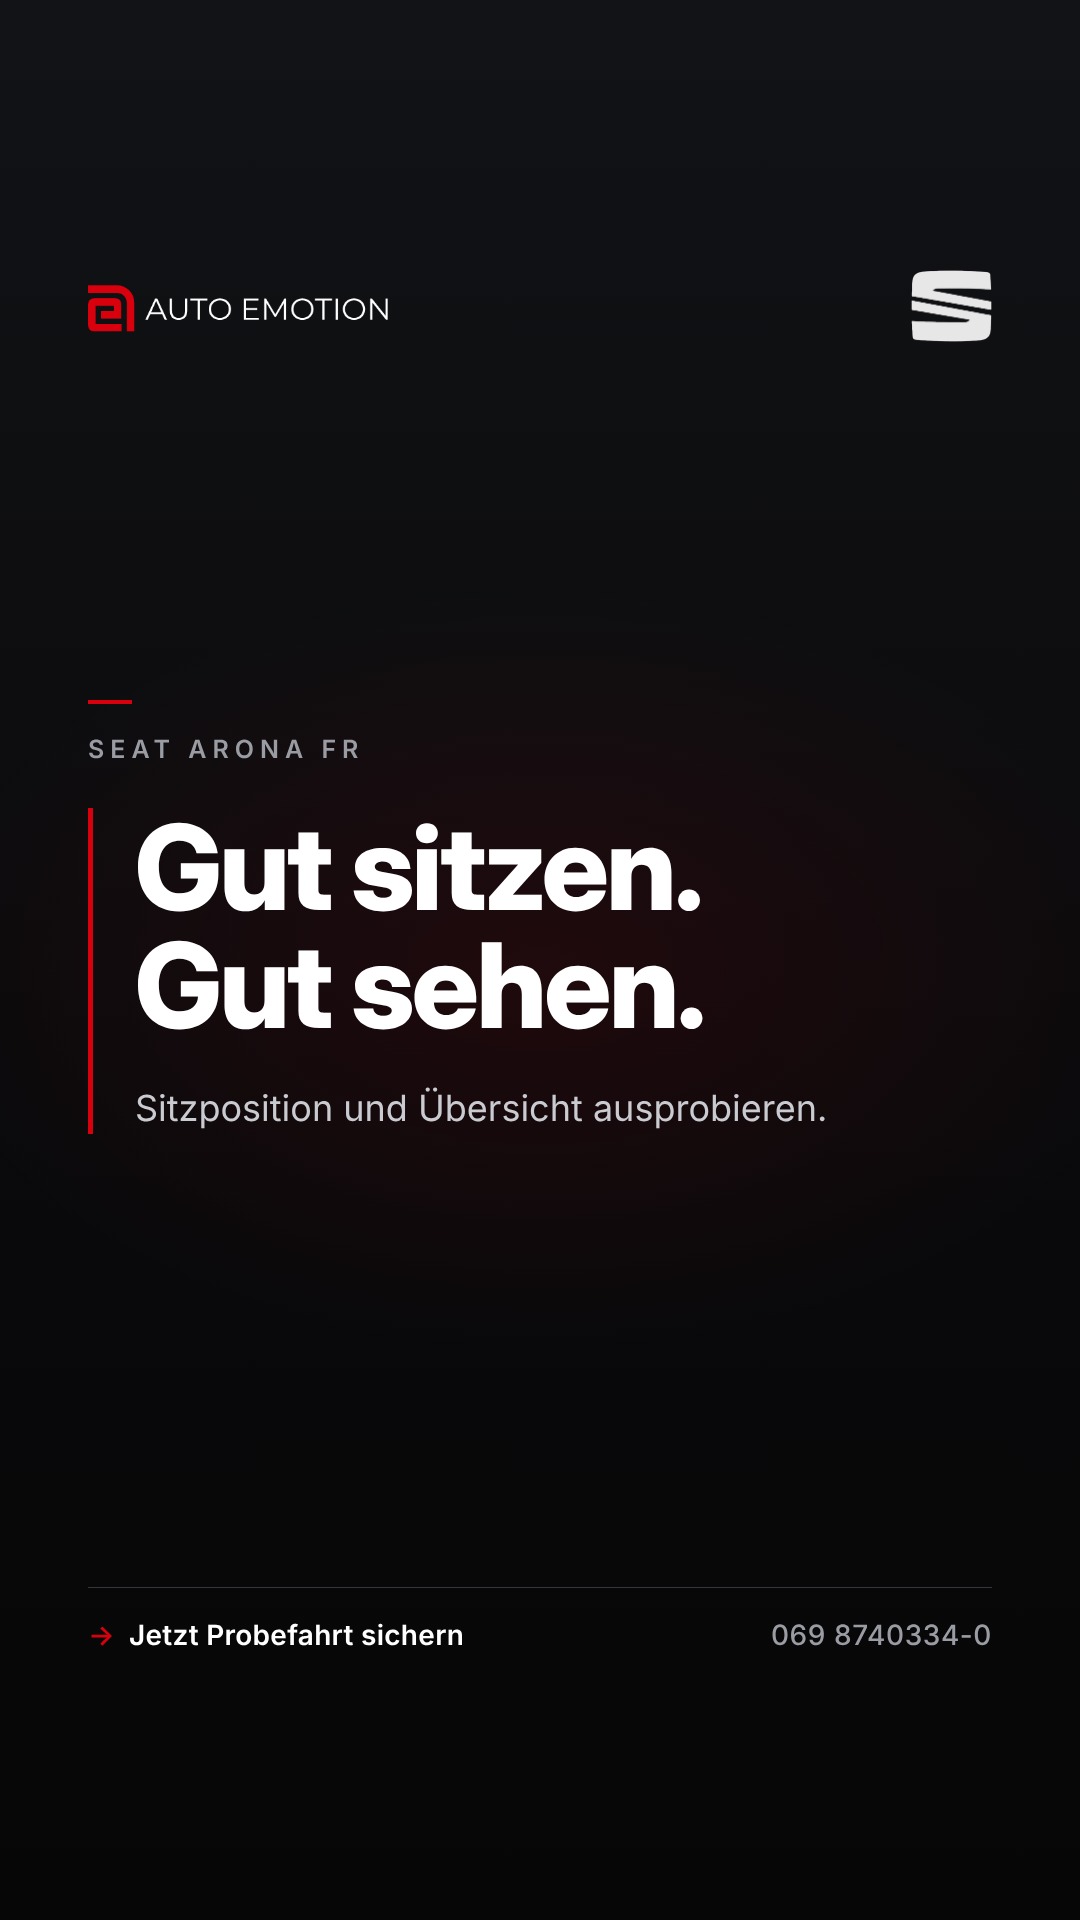 AUTO EMOTION
SEAT ARONA FR
Gut sitzen.
Gut sehen.
Sitzposition und Übersicht ausprobieren.
→ Jetzt Probefahrt sichern
069 8740334-0